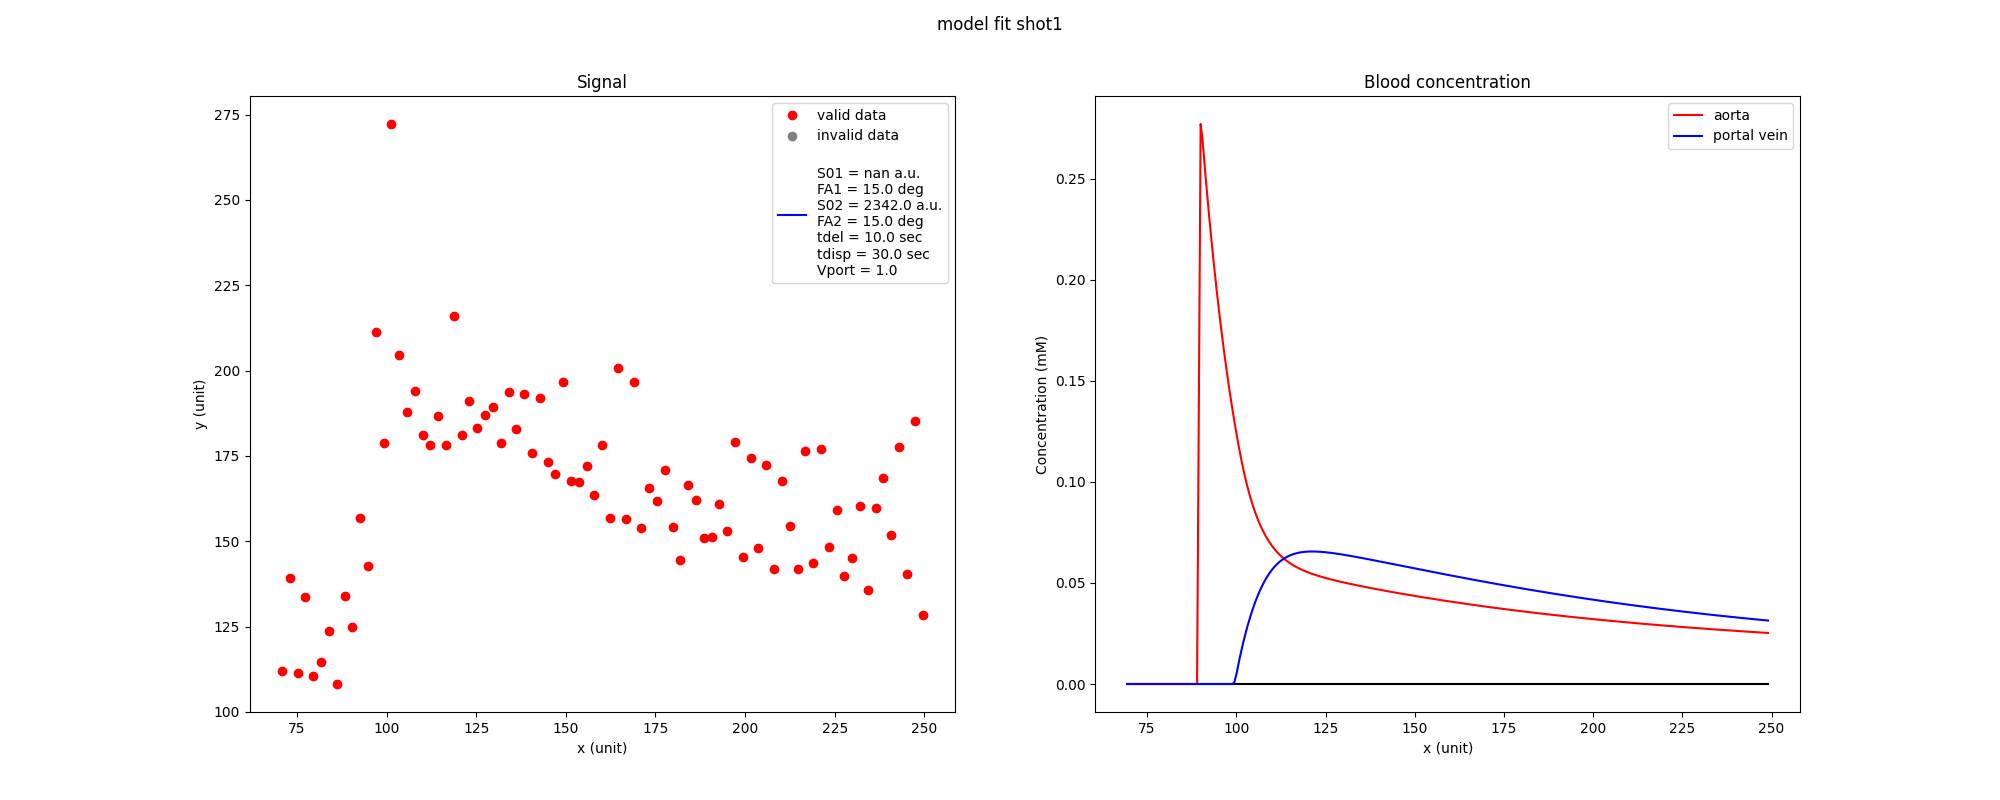 model fit shot1
Signal
275
250
225
200
175
150
125
100
y (unit)
75 100 125 150 175 200 225 250
x (unit)
valid data
invalid data
S01 = nan a.u.
FA1 = 15.0 deg
S02 = 2342.0 a.u.
FA2 = 15.0 deg
tdel = 10.0 sec
tdisp = 30.0 sec
Vport = 1.0
Blood concentration
0.25
0.20
0.15
0.10
0.05
0.00
Concentration (mM)
75 100 125 150 175 200 225 250
x (unit)
aorta
portal vein